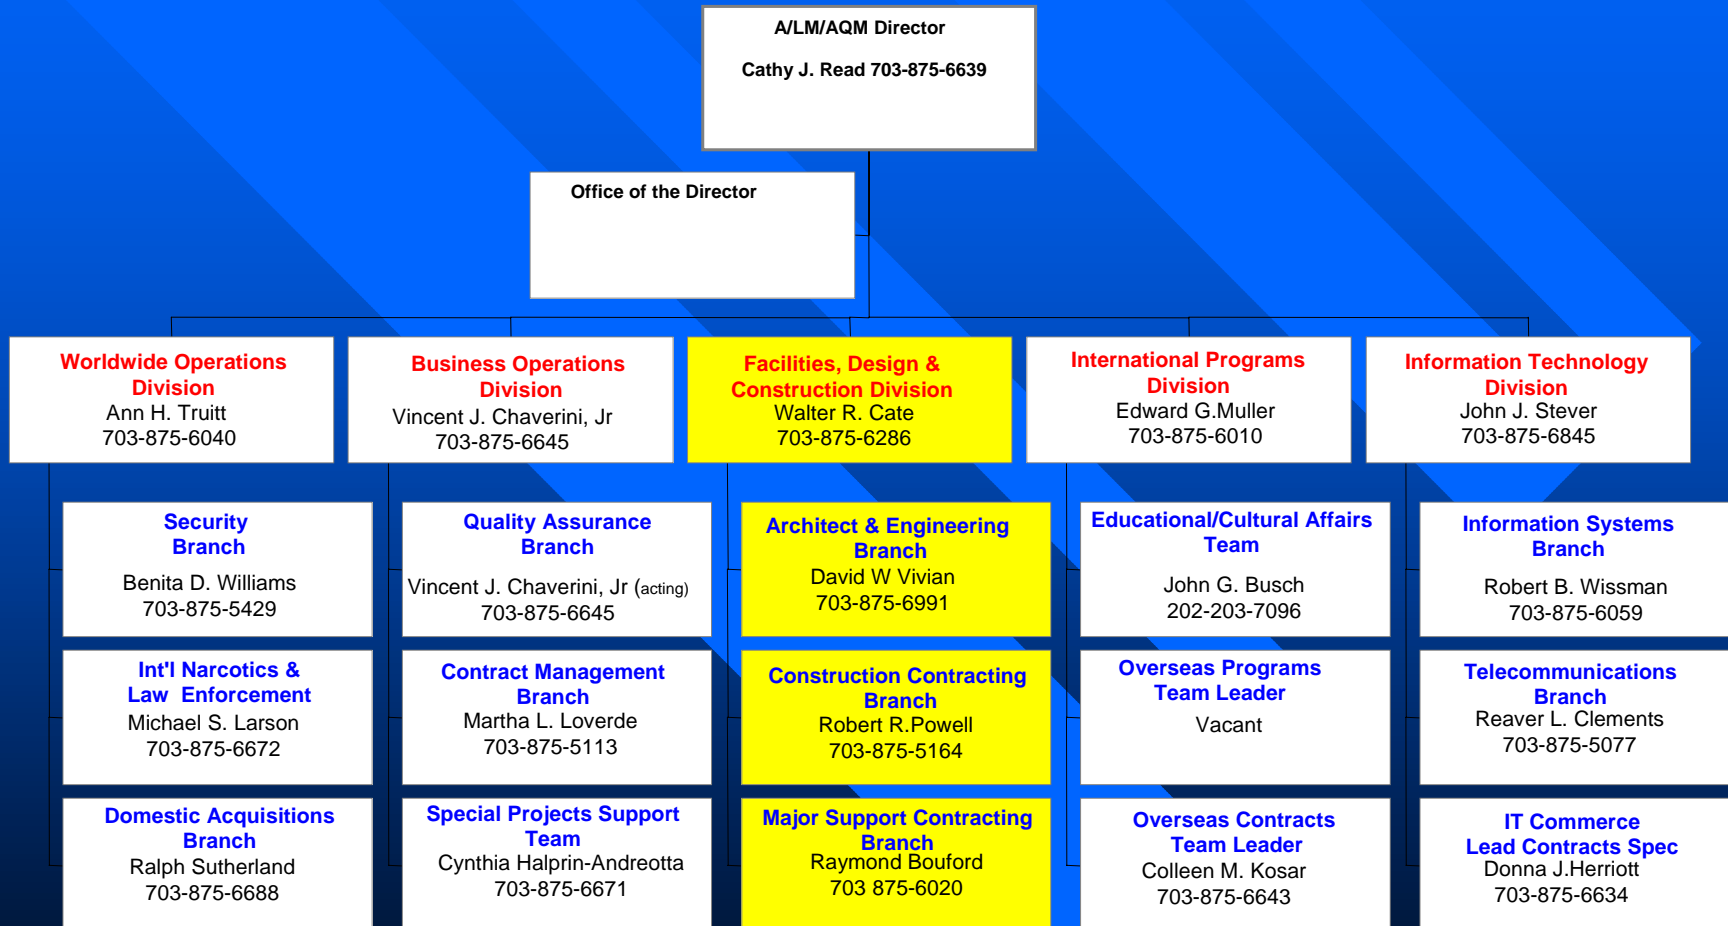 A/LM/AQM Director
Cathy J. Read 703-875-6639
Office of the Director
Worldwide Operations
Division
Ann H. Truitt
703-875-6040
Business Operations
Division
Vincent J. Chaverini, Jr
703-875-6645
Facilities, Design &
Construction Division
Walter R. Cate
703-875-6286
International Programs
Division
Edward G.Muller
703-875-6010
Information Technology
Division
John J. Stever
703-875-6845
Security
Branch
Benita D. Williams
703-875-5429
Quality Assurance
Branch
Vincent J. Chaverini, Jr (acting)
703-875-6645
Architect & Engineering
Branch
David W Vivian
703-875-6991
Educational/Cultural Affairs
Team
John G. Busch
202-203-7096
Information Systems
Branch
Robert B. Wissman
703-875-6059
Int'l Narcotics &
Law  Enforcement
Michael S. Larson
703-875-6672
Contract Management
Branch
Martha L. Loverde
703-875-5113
Construction Contracting
Branch
Robert R.Powell
703-875-5164
Overseas Programs
Team Leader
Vacant
Telecommunications
Branch
Reaver L. Clements
703-875-5077
Domestic Acquisitions
Branch
Ralph Sutherland
703-875-6688
Special Projects Support
Team
Cynthia Halprin-Andreotta
703-875-6671
Major Support Contracting
Branch
Raymond Bouford
703 875-6020
Overseas Contracts
Team Leader
Colleen M. Kosar
703-875-6643
IT Commerce
Lead Contracts Spec
Donna J.Herriott
703-875-6634